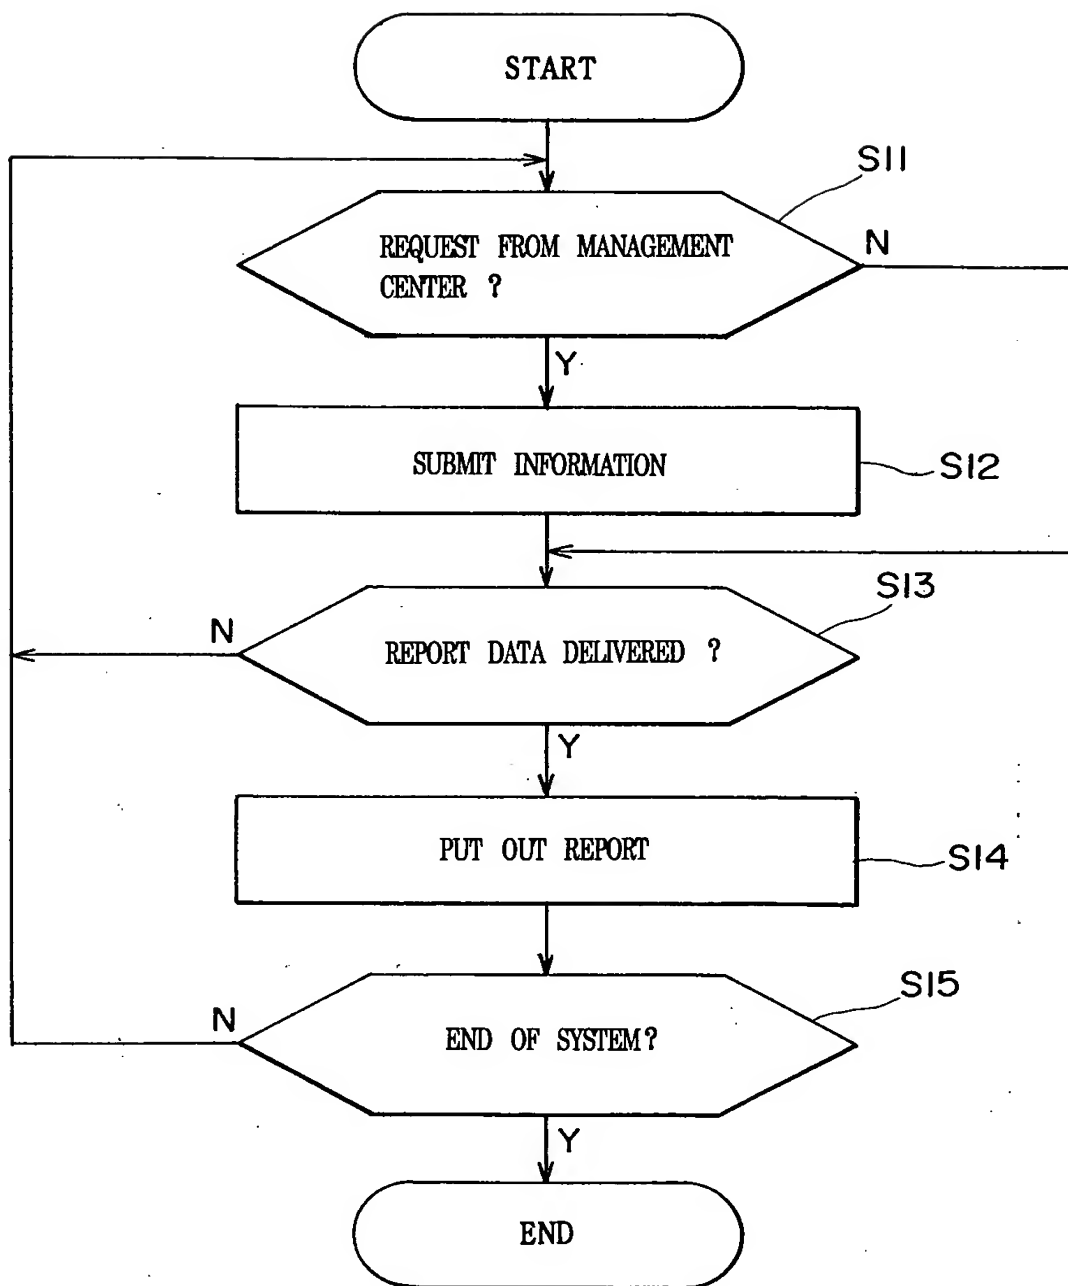 START
S11
REQUEST FROM MANAGEMENT
CENTER ?
N
Y
SUBMIT INFORMATION
S12
S13
N
REPORT DATA DELIVERED ?
Y
PUT OUT REPORT
S14
S15
N
END OF SYSTEM?
Y
END